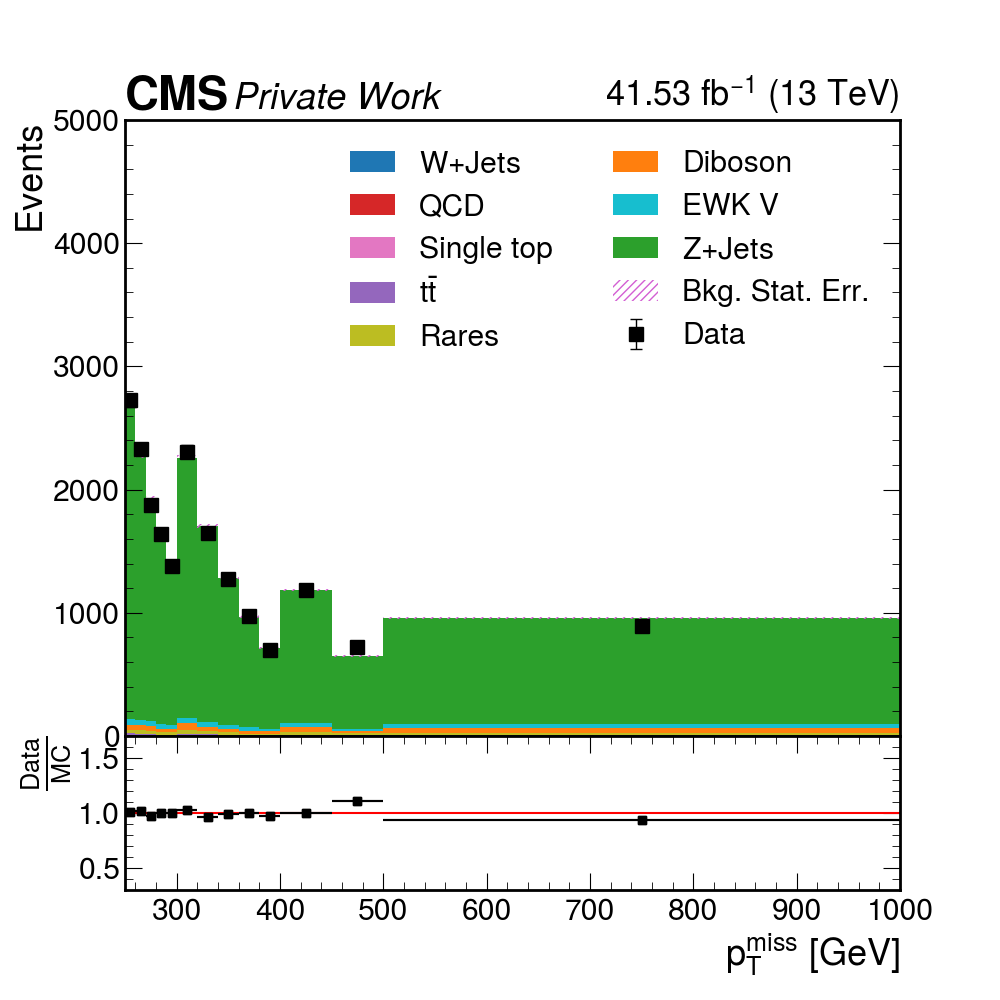 CMS Private Work 41.53 fb⁻¹ (13 TeV)
Events
5000
4000
3000
2000
1000
0
W+Jets
QCD
Single top
tt̄
Rares
Diboson
EWK V
Z+Jets
Bkg. Stat. Err.
Data
Data
MC
1.5
1.0
0.5
300 400 500 600 700 800 900 1000
p_T^miss [GeV]